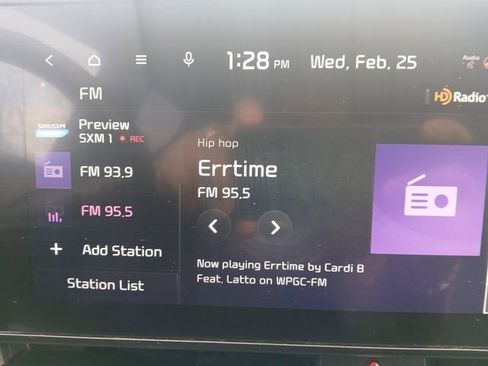 1:28 PM Wed, Feb, 25 Audio
FM
HD Radio
SIUSXM
Preview
SXM 1 REC
FM 93.9
FM 95.5
+ Add Station
Station List
Hip hop
Errtime
FM 95.5
Now playing Errtime by Cardi B
Feat. Latto on WPGC-FM